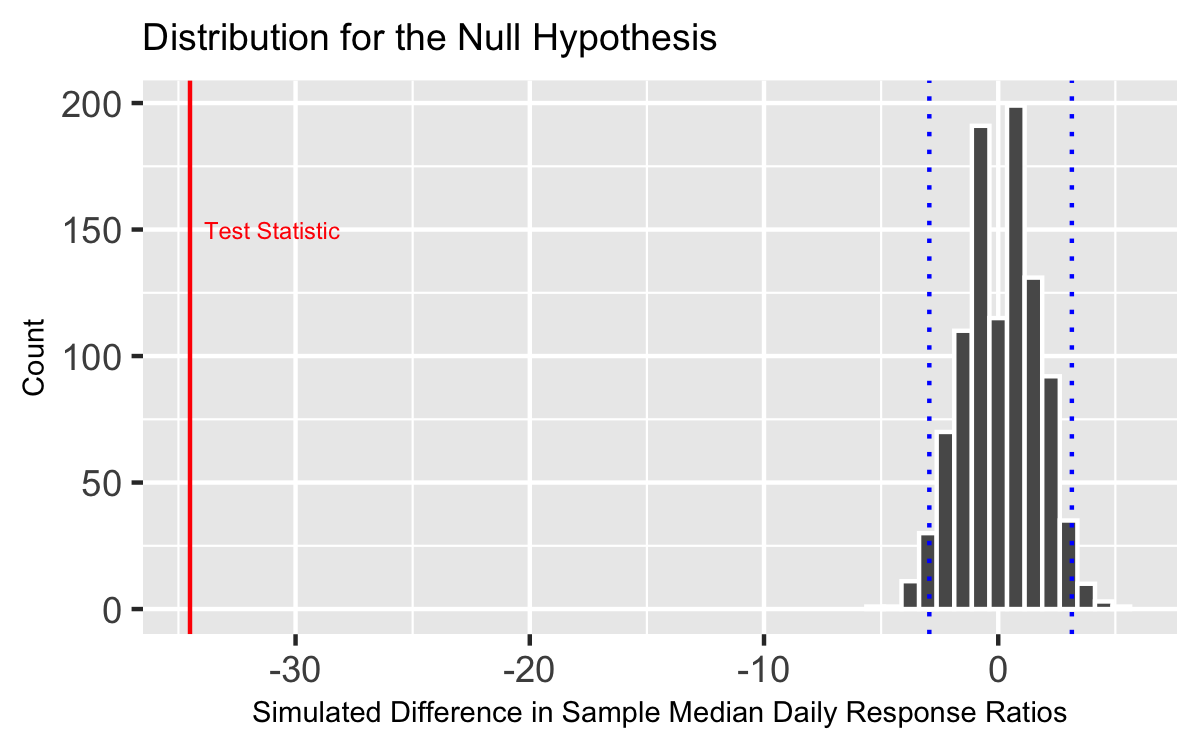 Distribution for the Null Hypothesis
200
150
100
50
0
Count
Test Statistic
-30
-20
-10
0
Simulated Difference in Sample Median Daily Response Ratios